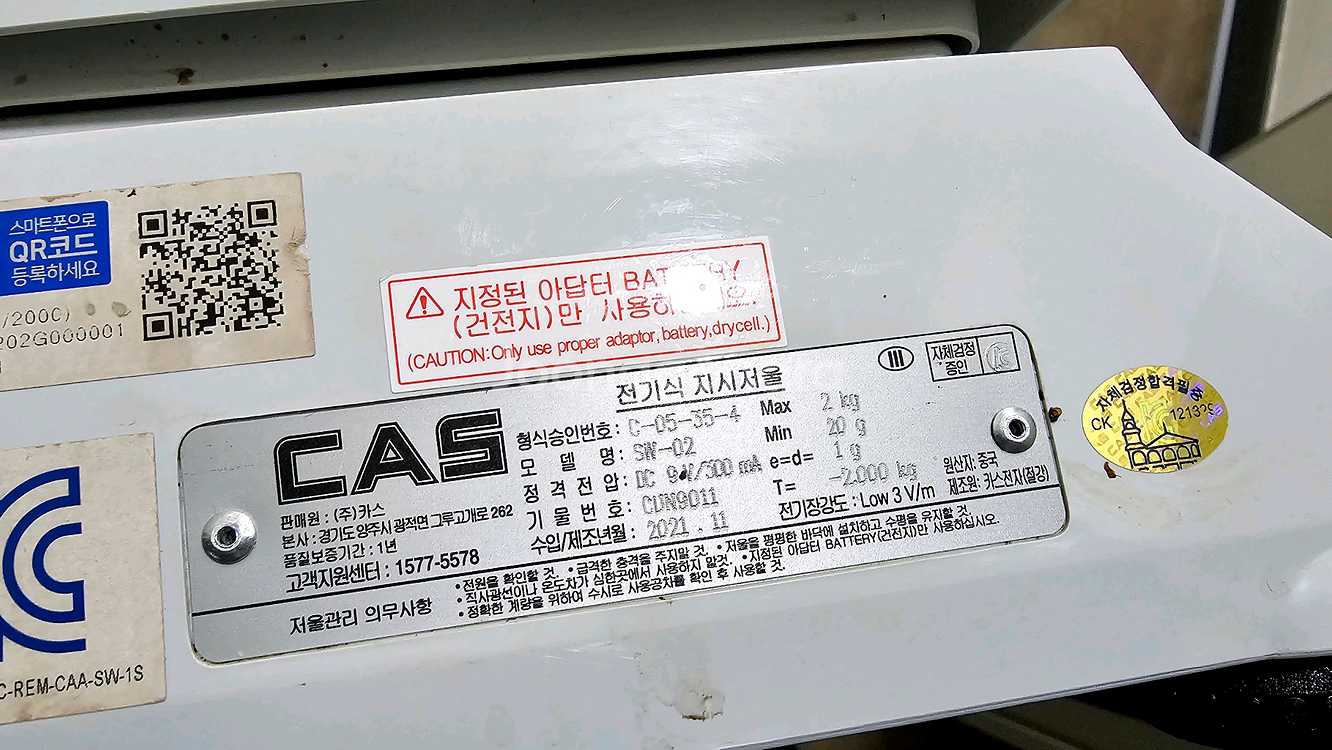 스마트폰으로
QR코드
등록하세요
/2000)
202G000001
지정된 아답터 BATTERY
(건전지)만 사용하
(CAUTION:Only use proper adaptor, battery,drycell.)
전기식 지시저울
III
자체검정
증인
CAS
형식승인번호: C-05-35-4
모 델 명: SW-02
정 격 전 압: DC 9 V/300 mA
기 물 번 호: CUN9011
수입/제조년월: 2021.11
Max 2 kg
Min 20 g
e=d= 1 g
T= -2,000 kg
전기장강도: Low 3 V/m
원산지: 중국
제조원: 카스전자(절강)
판매원 : (주)카스
본사 : 경기도 양주시 광적면 그루고개로 262
품질보증기간 : 1년
고객지원센터 : 1577-5578
저울관리 의무사항
•전원을 확인할 것. •급격한 충격을 주지말 것. •저울을 평평한 바닥에 설치하고 수평을 유지할 것.
•직사광선이나 온도차가 심한곳에서 사용하지 말것. •지정된 아답터 BATTERY(건전지)만 사용하십시오.
•정확한 계량을 위하여 수시로 사용공차를 확인 후 사용할 것.
자체검정합격필증
CK
C-REM-CAA-SW-1S